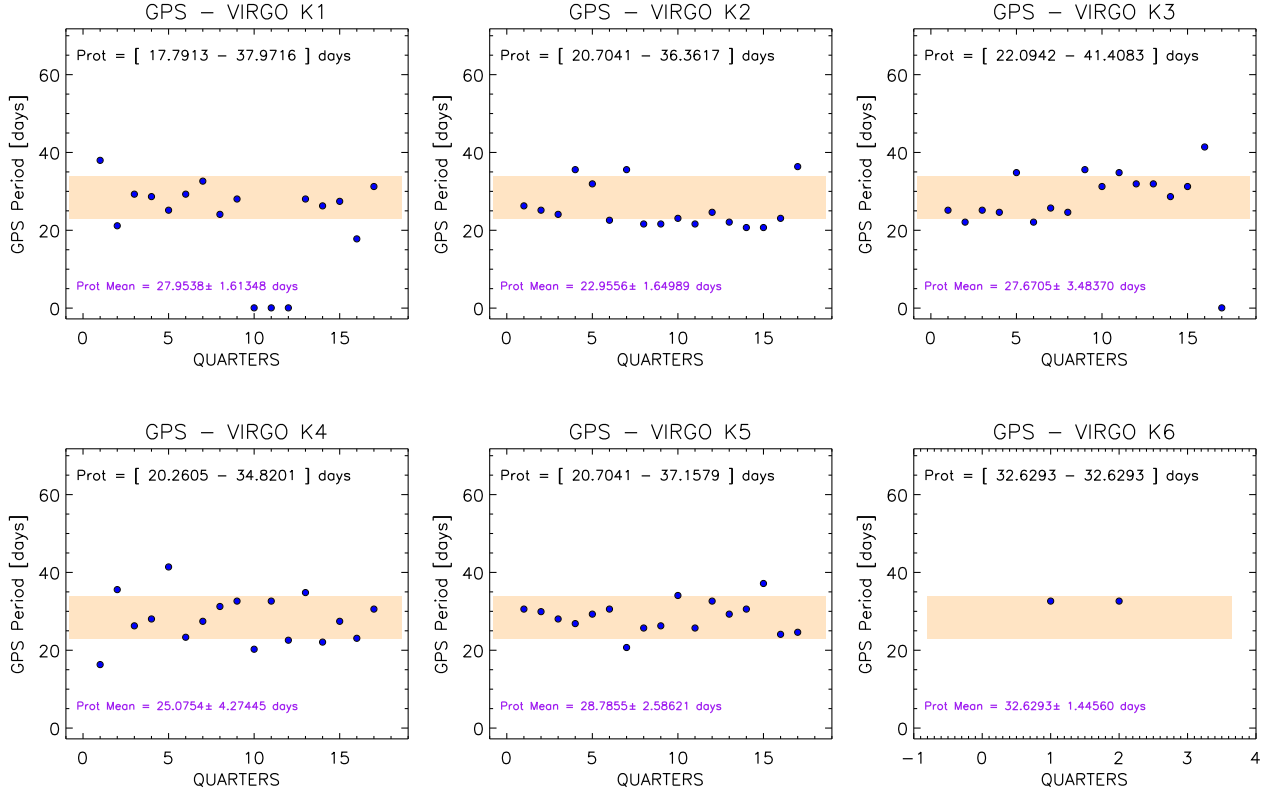 GPS – VIRGO K1
Prot = [ 17.7913 – 37.9716 ] days
60
40
20
0
GPS Period [days]
Prot Mean = 27.9538± 1.61348 days
0 5 10 15
QUARTERS
GPS – VIRGO K2
Prot = [ 20.7041 – 36.3617 ] days
60
40
20
0
GPS Period [days]
Prot Mean = 22.9556± 1.64989 days
0 5 10 15
QUARTERS
GPS – VIRGO K3
Prot = [ 22.0942 – 41.4083 ] days
60
40
20
0
GPS Period [days]
Prot Mean = 27.6705± 3.48370 days
0 5 10 15
QUARTERS
GPS – VIRGO K4
Prot = [ 20.2605 – 34.8201 ] days
60
40
20
0
GPS Period [days]
Prot Mean = 25.0754± 4.27445 days
0 5 10 15
QUARTERS
GPS – VIRGO K5
Prot = [ 20.7041 – 37.1579 ] days
60
40
20
0
GPS Period [days]
Prot Mean = 28.7855± 2.58621 days
0 5 10 15
QUARTERS
GPS – VIRGO K6
Prot = [ 32.6293 – 32.6293 ] days
60
40
20
0
GPS Period [days]
Prot Mean = 32.6293± 1.44560 days
−1 0 1 2 3 4
QUARTERS